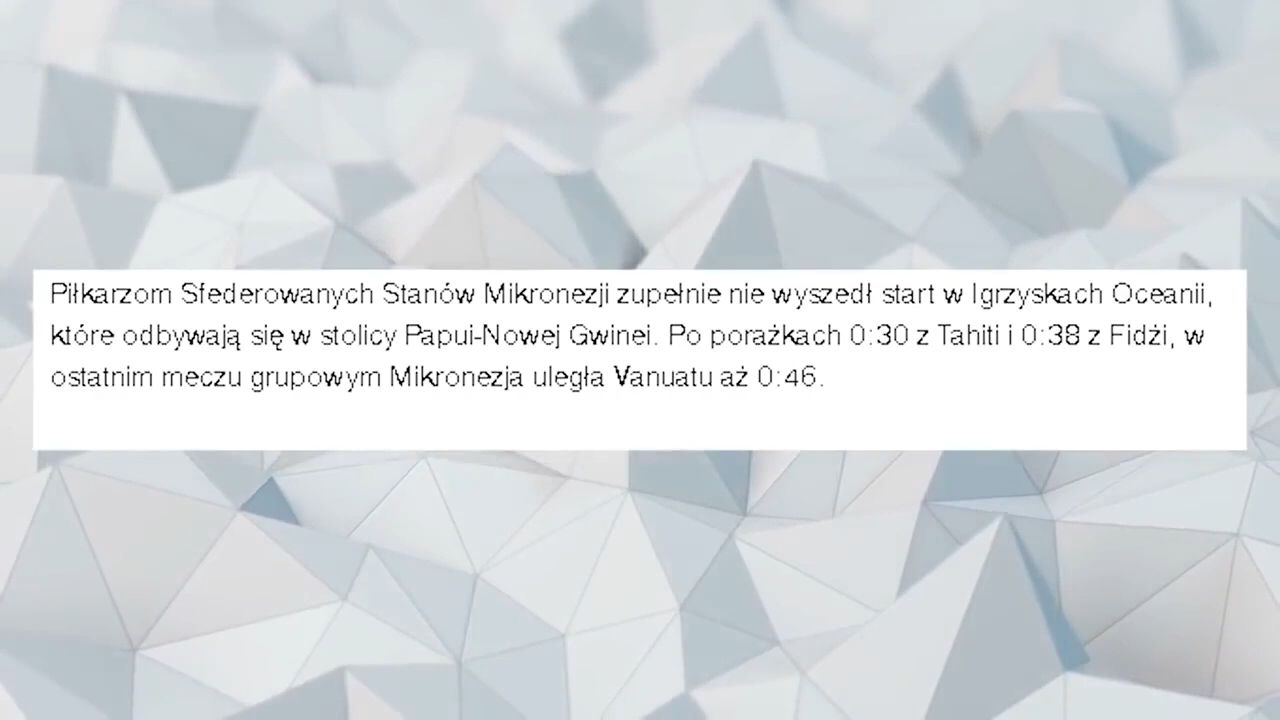 Piłkarzom Sfederowanych Stanów Mikronezji zupełnie nie wyszedł start w Igrzyskach Oceanii,
które odbywają się w stolicy Papui-Nowej Gwinei. Po porażkach 0:30 z Tahiti i 0:38 z Fidżi, w
ostatnim meczu grupowym Mikronezja uległa Vanuatu aż 0:46.